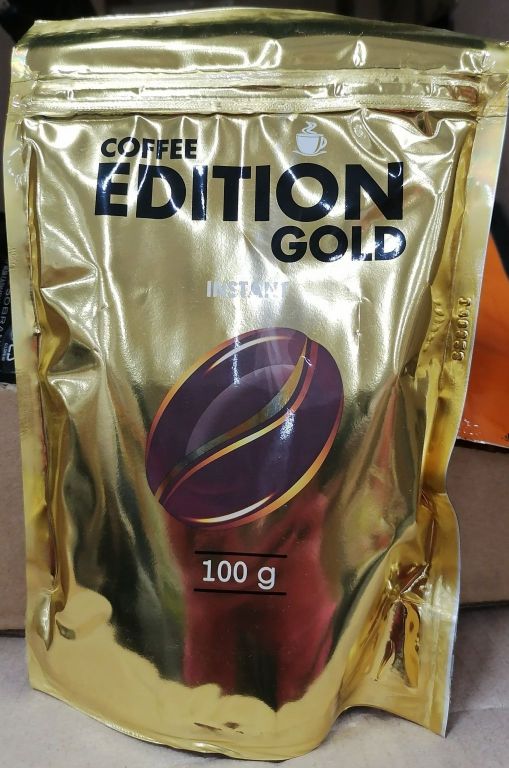 COFFEE
EDITION
GOLD
INSTANT
100 g